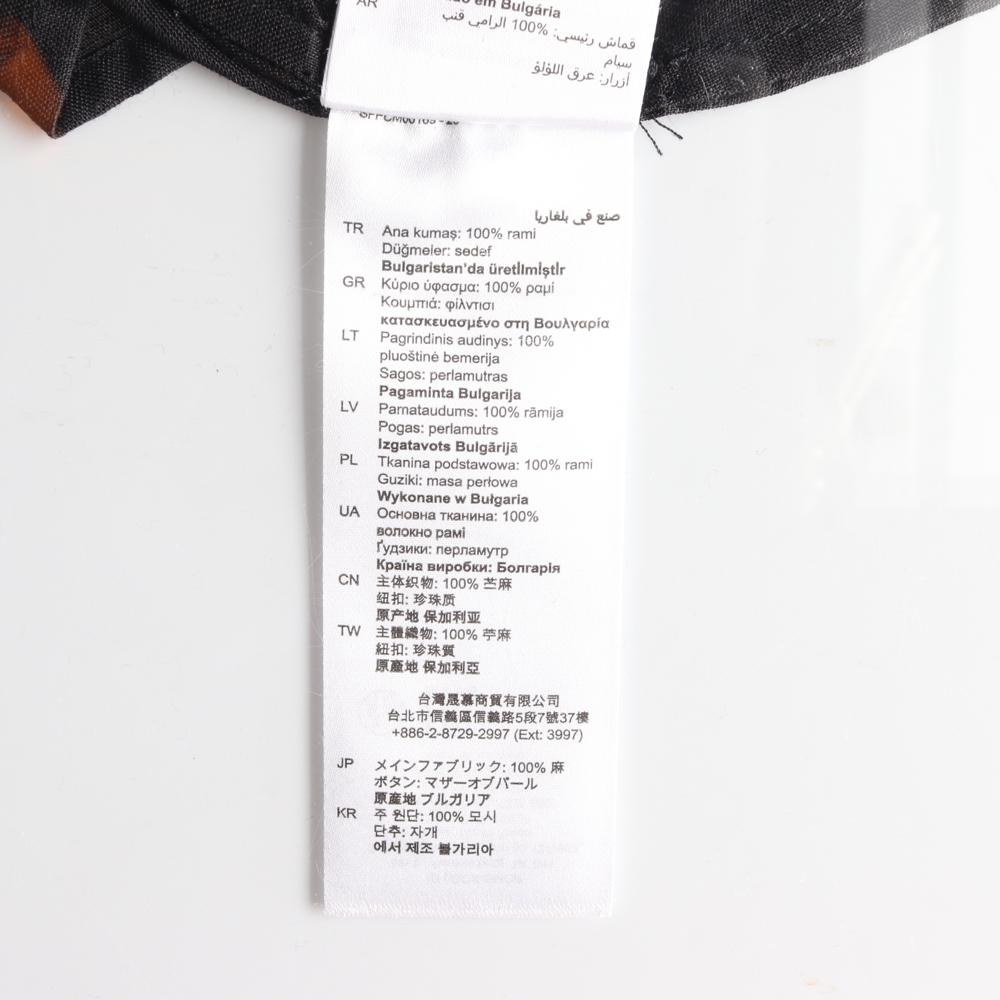 em Bulgária
AR
قماش رئيسي: 100% الرامي قنب
سيام
أزرار: عرق اللؤلؤ
صنع في بلغاريا
TR Ana kumaş: 100% rami
Düğmeler: sedef
Bulgaristan'da üretİlmİştİr
GR Κύριο ύφασμα: 100% ραμί
Κουμπιά: φίλντισι
κατασκευασμένο στη Βουλγαρία
LT Pagrindinis audinys: 100%
pluoštinė bemerija
Sagos: perlamutras
Pagaminta Bulgarija
LV Pamataudums: 100% rāmija
Pogas: perlamutrs
Izgatavots Bulgārijā
PL Tkanina podstawowa: 100% rami
Guziki: masa perłowa
Wykonane w Bułgaria
UA Основна тканина: 100%
волокно рамі
Ґудзики: перламутр
Країна виробки: Болгарія
CN 主体织物: 100% 苎麻
纽扣: 珍珠质
原产地 保加利亚
TW 主體織物: 100% 苧麻
鈕扣: 珍珠質
原產地 保加利亞
台灣晟慕商貿有限公司
台北市信義區信義路5段7號37樓
+886-2-8729-2997 (Ext: 3997)
JP メインファブリック: 100% 麻
ボタン: マザーオブパール
原産地 ブルガリア
KR 주 원단: 100% 모시
단추: 자개
에서 제조 불가리아